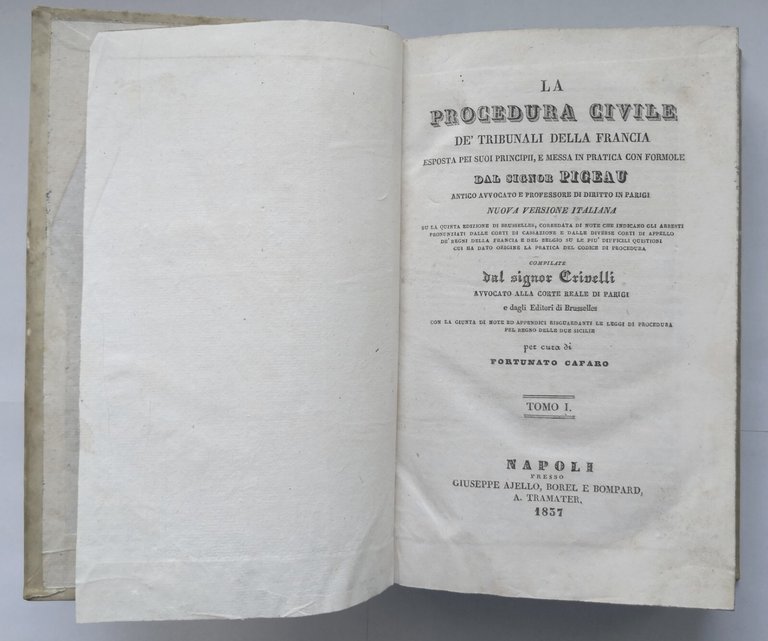 LA
PROCEDURA CIVILE
DE' TRIBUNALI DELLA FRANCIA
ESPOSTA PEI SUOI PRINCIPII, E MESSA IN PRATICA CON FORMOLE
DAL SIGNOR PIGEAU
ANTICO AVVOCATO E PROFESSORE DI DIRITTO IN PARIGI
NUOVA VERSIONE ITALIANA
SU LA QUINTA EDIZIONE DI BRUSSELLES, CORREDATA DI NOTE CHE INDICANO GLI ARRESTI
PRONUNZIATI DALLE CORTI DI CASSAZIONE E DALLE DIVERSE CORTI DI APPELLO
DE' REGNI DELLA FRANCIA E DEL BELGIO SU LE PIU' DIFFICILI QUISTIONI
CUI HA DATO ORIGINE LA PRATICA DEL CODICE DI PROCEDURA
COMPILATE
dal signor Crivelli
AVVOCATO ALLA CORTE REALE DI PARIGI
e dagli Editori di Brusselles
CON LA GIUNTA DI NOTE ED APPENDICI RISGUARDANTI LE LEGGI DI PROCEDURA
PEL REGNO DELLE DUE SICILIE
per cura di
FORTUNATO CAFARO
TOMO I.
NAPOLI
PRESSO
GIUSEPPE AJELLO, BOREL E BOMPARD,
A. TRAMATER,
1837